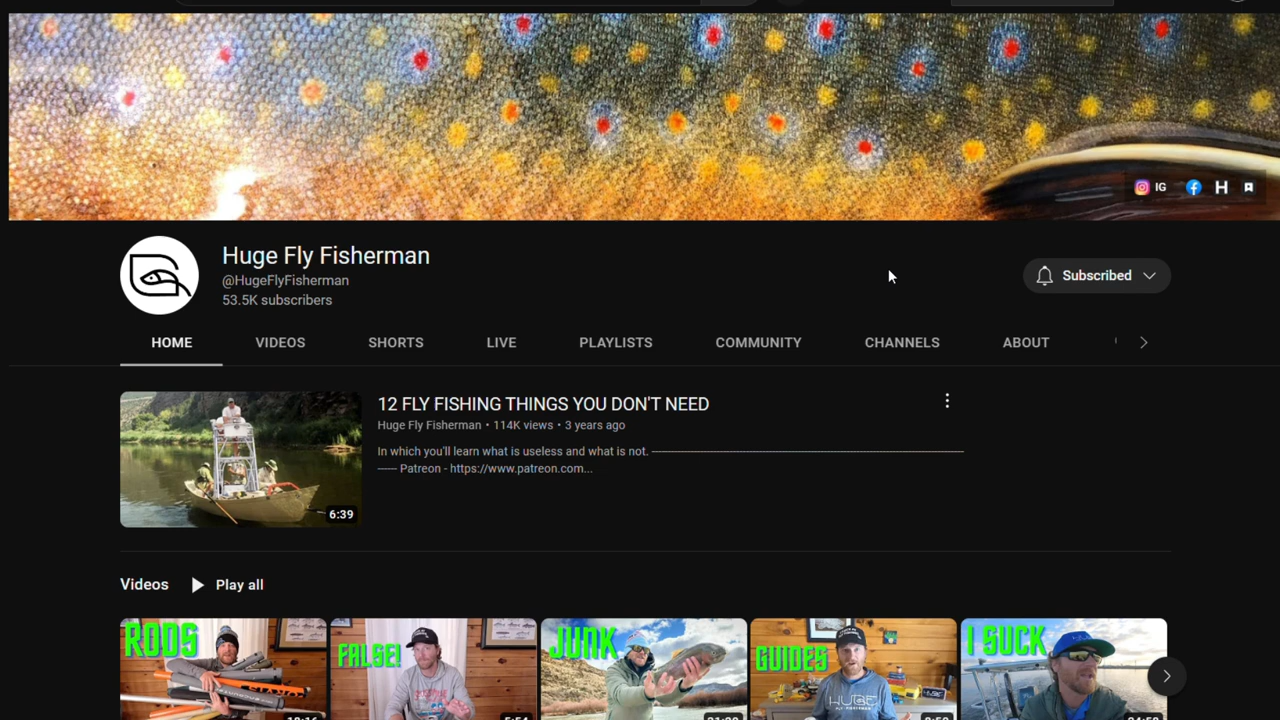 IG
H
Huge Fly Fisherman
@HugeFlyFisherman
53.5K subscribers
Subscribed
HOME VIDEOS SHORTS LIVE PLAYLISTS COMMUNITY CHANNELS ABOUT
12 FLY FISHING THINGS YOU DON'T NEED
Huge Fly Fisherman • 114K views • 3 years ago
In which you'll learn what is useless and what is not. ----------------------------------------------------------------------
----- Patreon - https://www.patreon.com...
6:39
Videos Play all
RODS FALSE! JUNK GUIDES I SUCK
HUGE